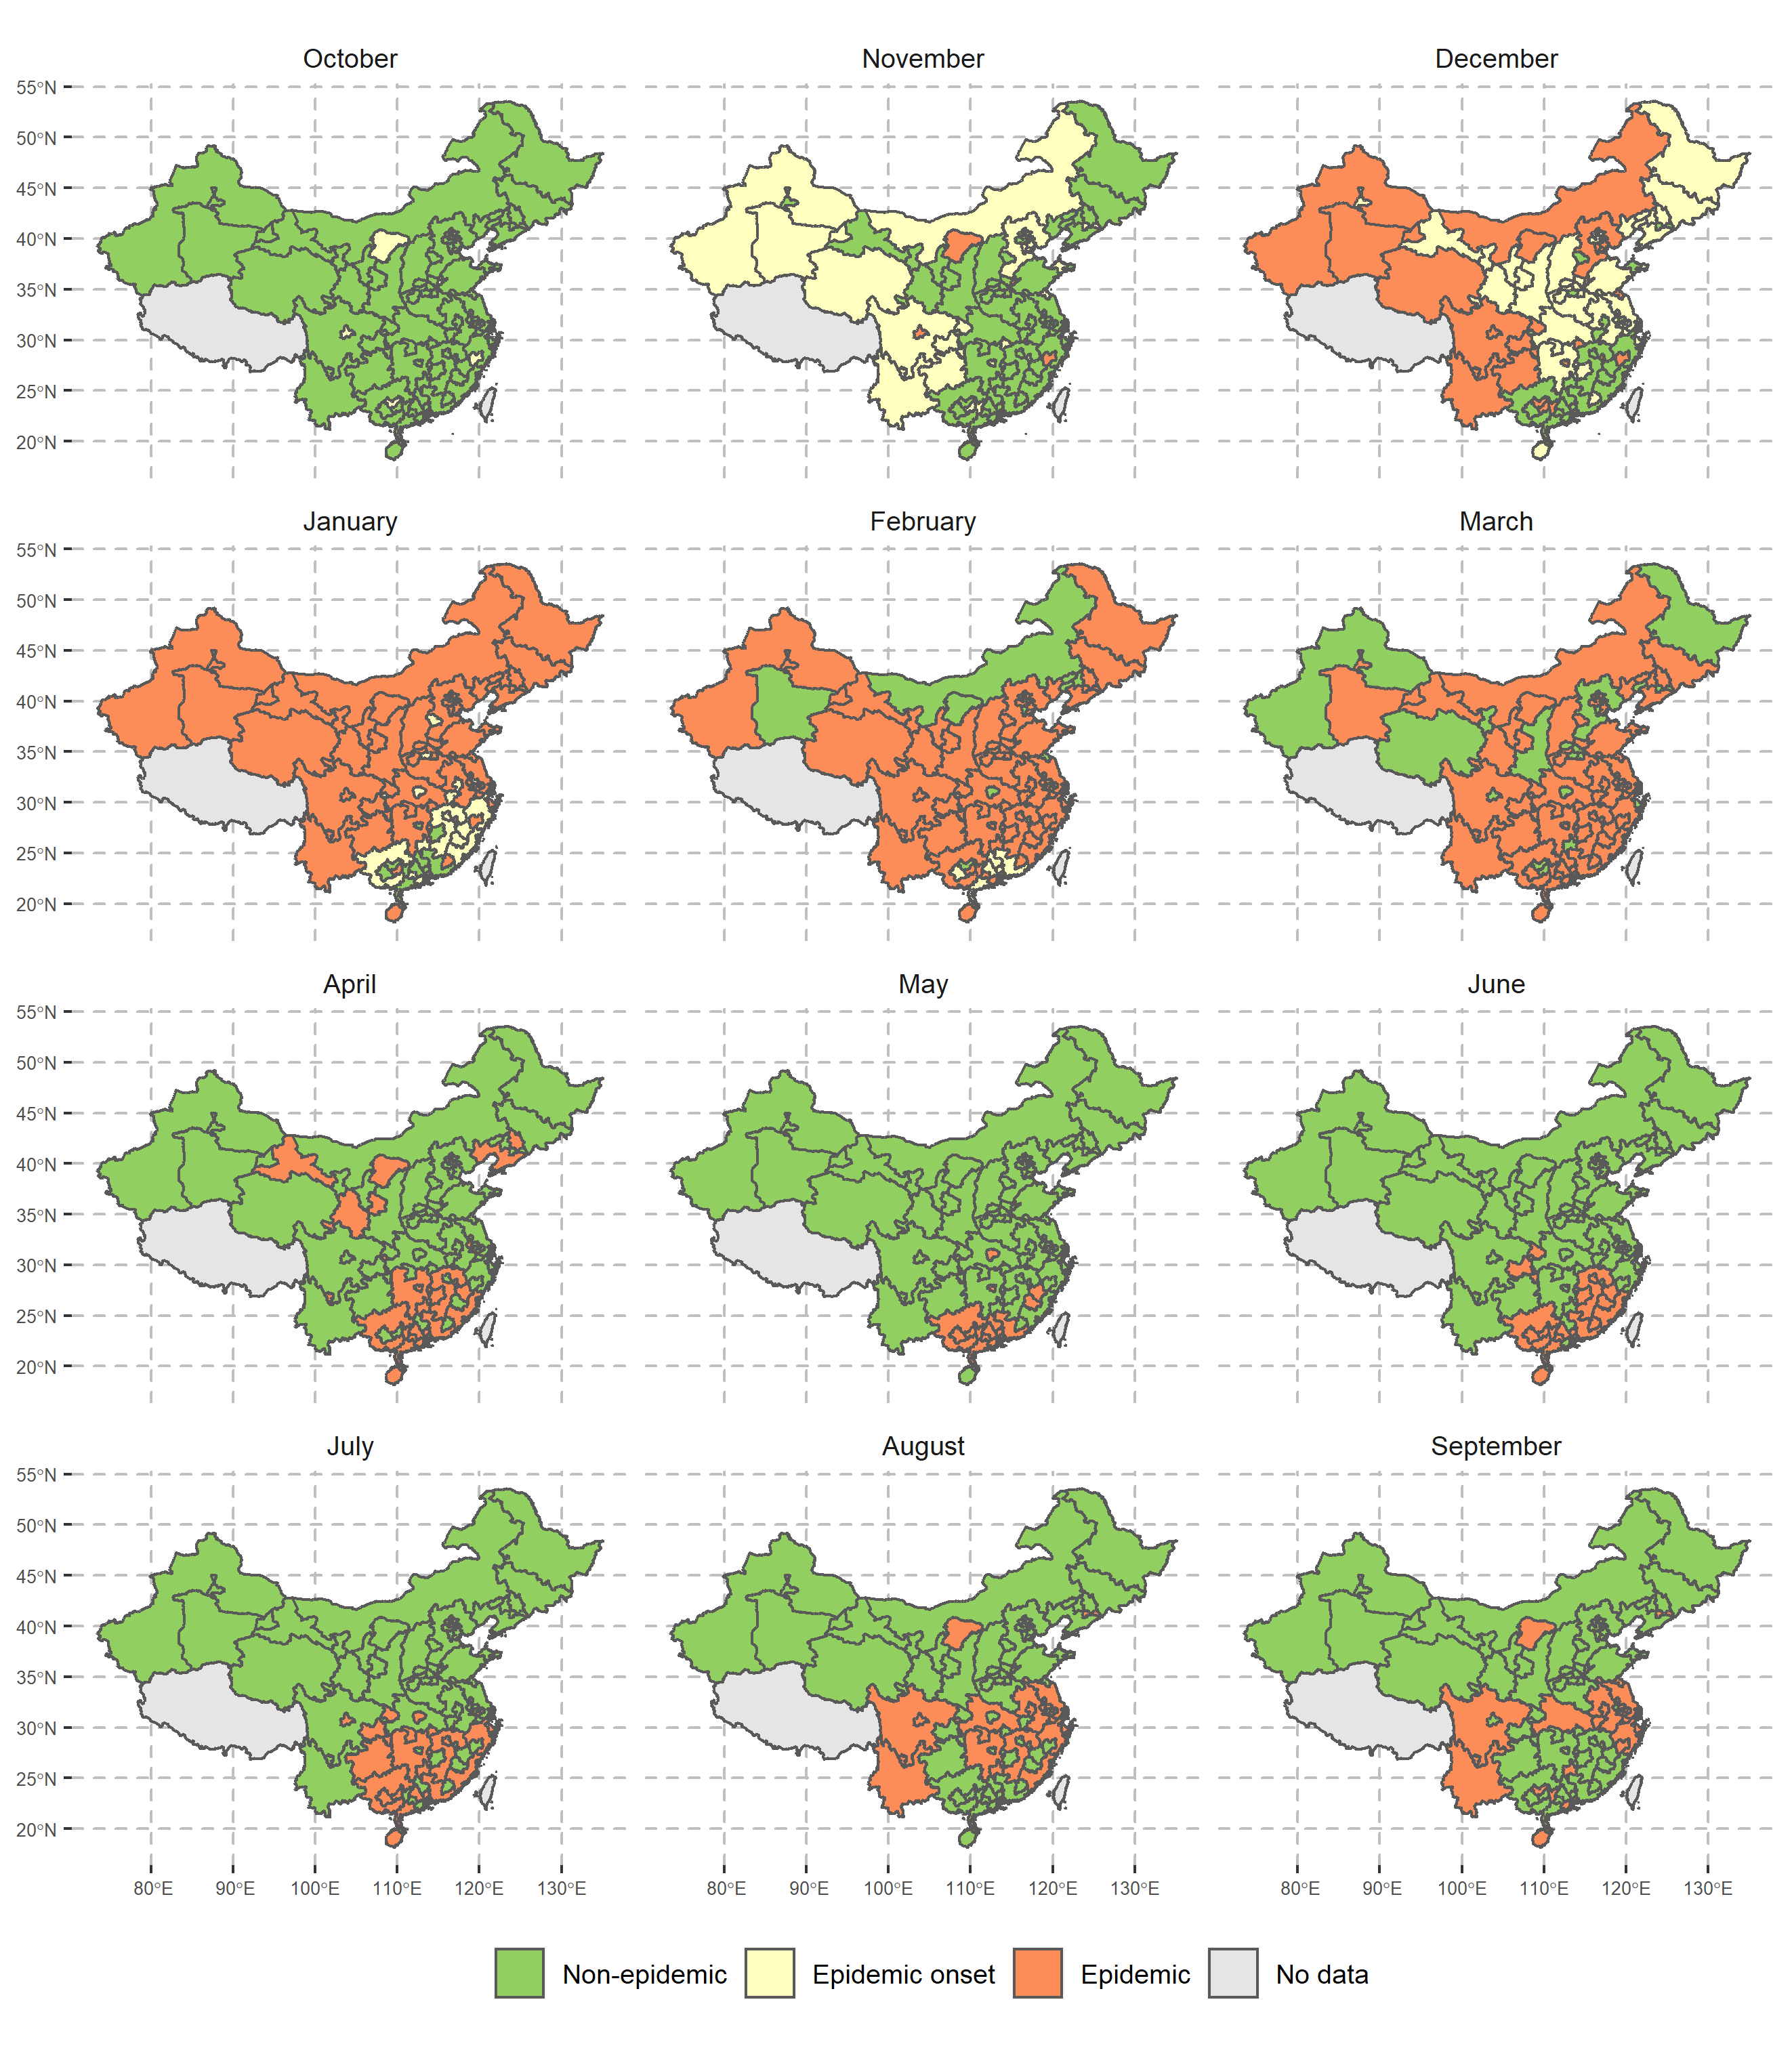 October November December
55°N
50°N
45°N
40°N
35°N
30°N
25°N
20°N
January February March
55°N
50°N
45°N
40°N
35°N
30°N
25°N
20°N
April May June
55°N
50°N
45°N
40°N
35°N
30°N
25°N
20°N
July August September
55°N
50°N
45°N
40°N
35°N
30°N
25°N
20°N
80°E 90°E 100°E 110°E 120°E 130°E 80°E 90°E 100°E 110°E 120°E 130°E 80°E 90°E 100°E 110°E 120°E 130°E
Non-epidemic Epidemic onset Epidemic No data